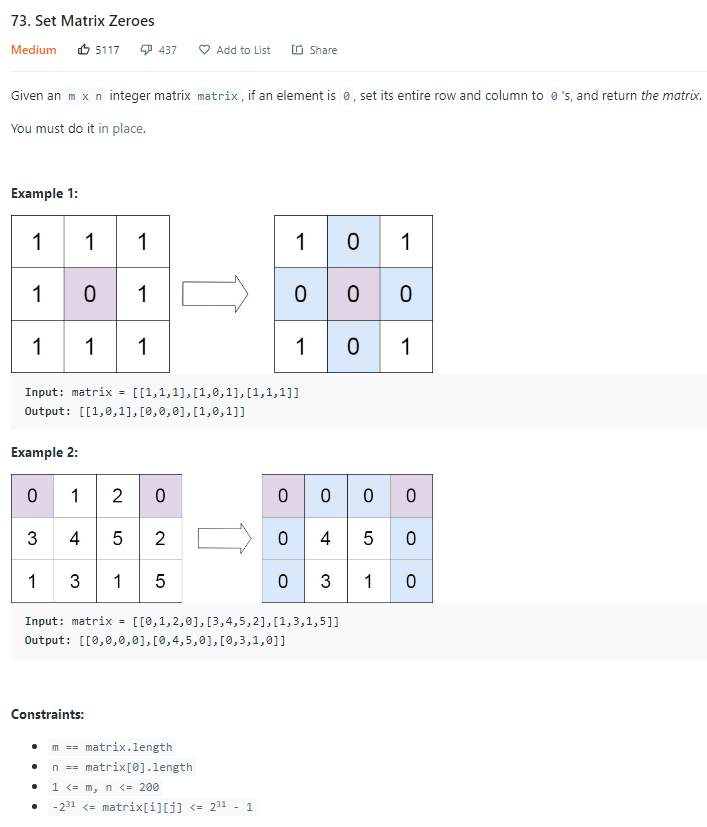 73. Set Matrix Zeroes
Medium 5117 437 Add to List Share
Given an m x n integer matrix matrix, if an element is 0, set its entire row and column to 0's, and return the matrix.
You must do it in place.
Example 1:
1 1 1 1 0 1
1 0 1 0 0 0
1 1 1 1 0 1
Input: matrix = [[1,1,1],[1,0,1],[1,1,1]]
Output: [[1,0,1],[0,0,0],[1,0,1]]
Example 2:
0 1 2 0 0 0 0 0
3 4 5 2 0 4 5 0
1 3 1 5 0 3 1 0
Input: matrix = [[0,1,2,0],[3,4,5,2],[1,3,1,5]]
Output: [[0,0,0,0],[0,4,5,0],[0,3,1,0]]
Constraints:
• m == matrix.length
• n == matrix[0].length
• 1 <= m, n <= 200
• -2³¹ <= matrix[i][j] <= 2³¹ - 1